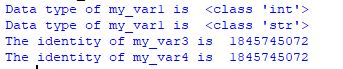 Data type of my_var1 is  <class 'int'>
Data type of my_var1 is  <class 'str'>
The identity of my_var3 is  1845745072
The identity of my_var4 is  1845745072